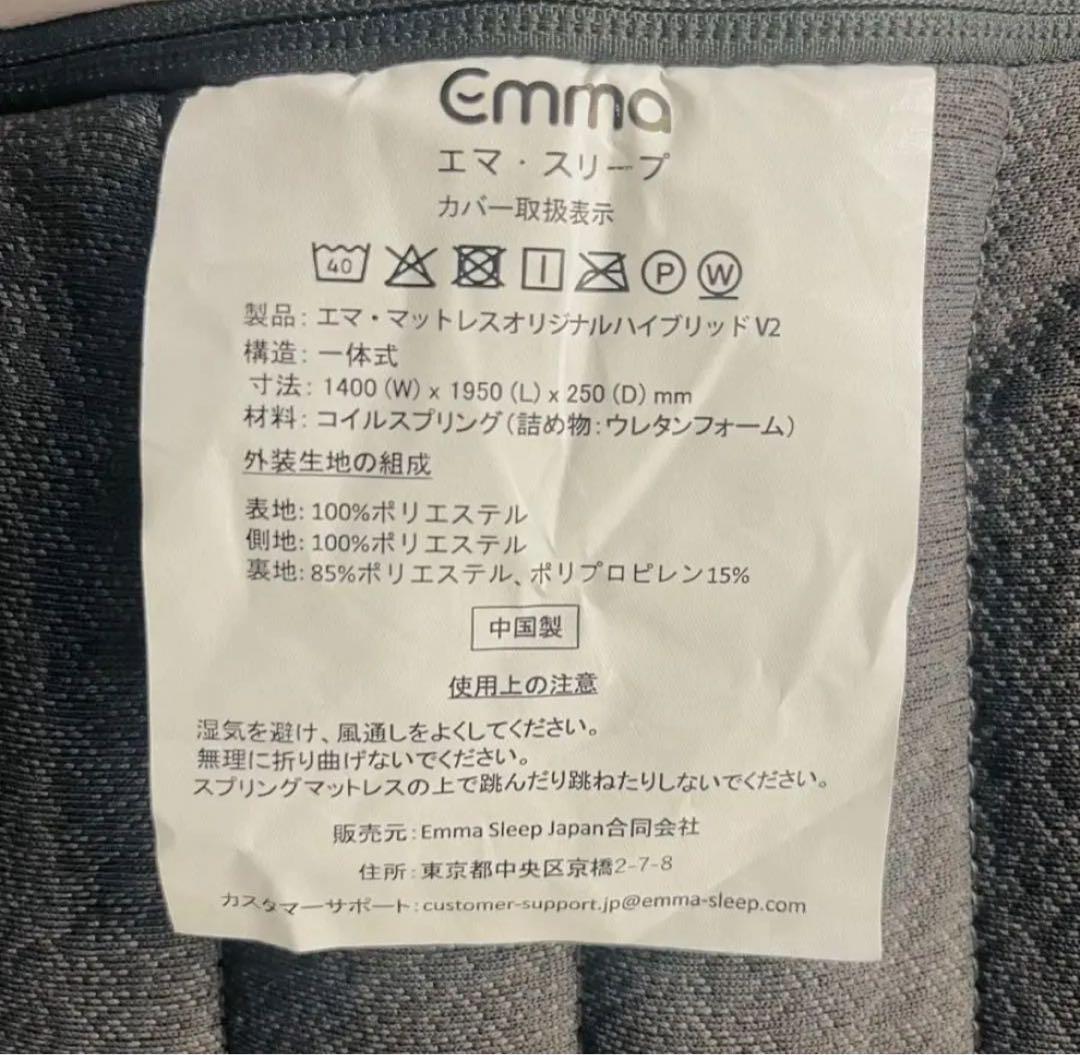 emma
エマ・スリープ
カバー取扱表示
40 P W
製品: エマ・マットレスオリジナルハイブリッドV2
構造: 一体式
寸法: 1400 (W) x 1950 (L) x 250 (D) mm
材料: コイルスプリング(詰め物:ウレタンフォーム)
外装生地の組成
表地: 100%ポリエステル
側地: 100%ポリエステル
裏地: 85%ポリエステル、ポリプロピレン15%
中国製
使用上の注意
湿気を避け、風通しをよくしてください。
無理に折り曲げないでください。
スプリングマットレスの上で跳んだり跳ねたりしないでください。
販売元:Emma Sleep Japan合同会社
住所:東京都中央区京橋2-7-8
カスタマーサポート:customer-support.jp@emma-sleep.com